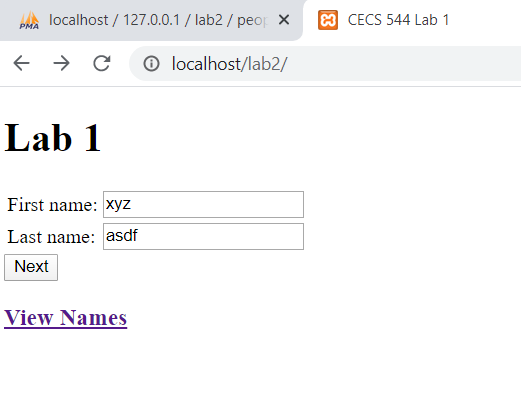 PMA localhost / 127.0.0.1 / lab2 / peop
CECS 544 Lab 1
localhost/lab2/
Lab 1
First name: xyz
Last name: asdf
Next
View Names